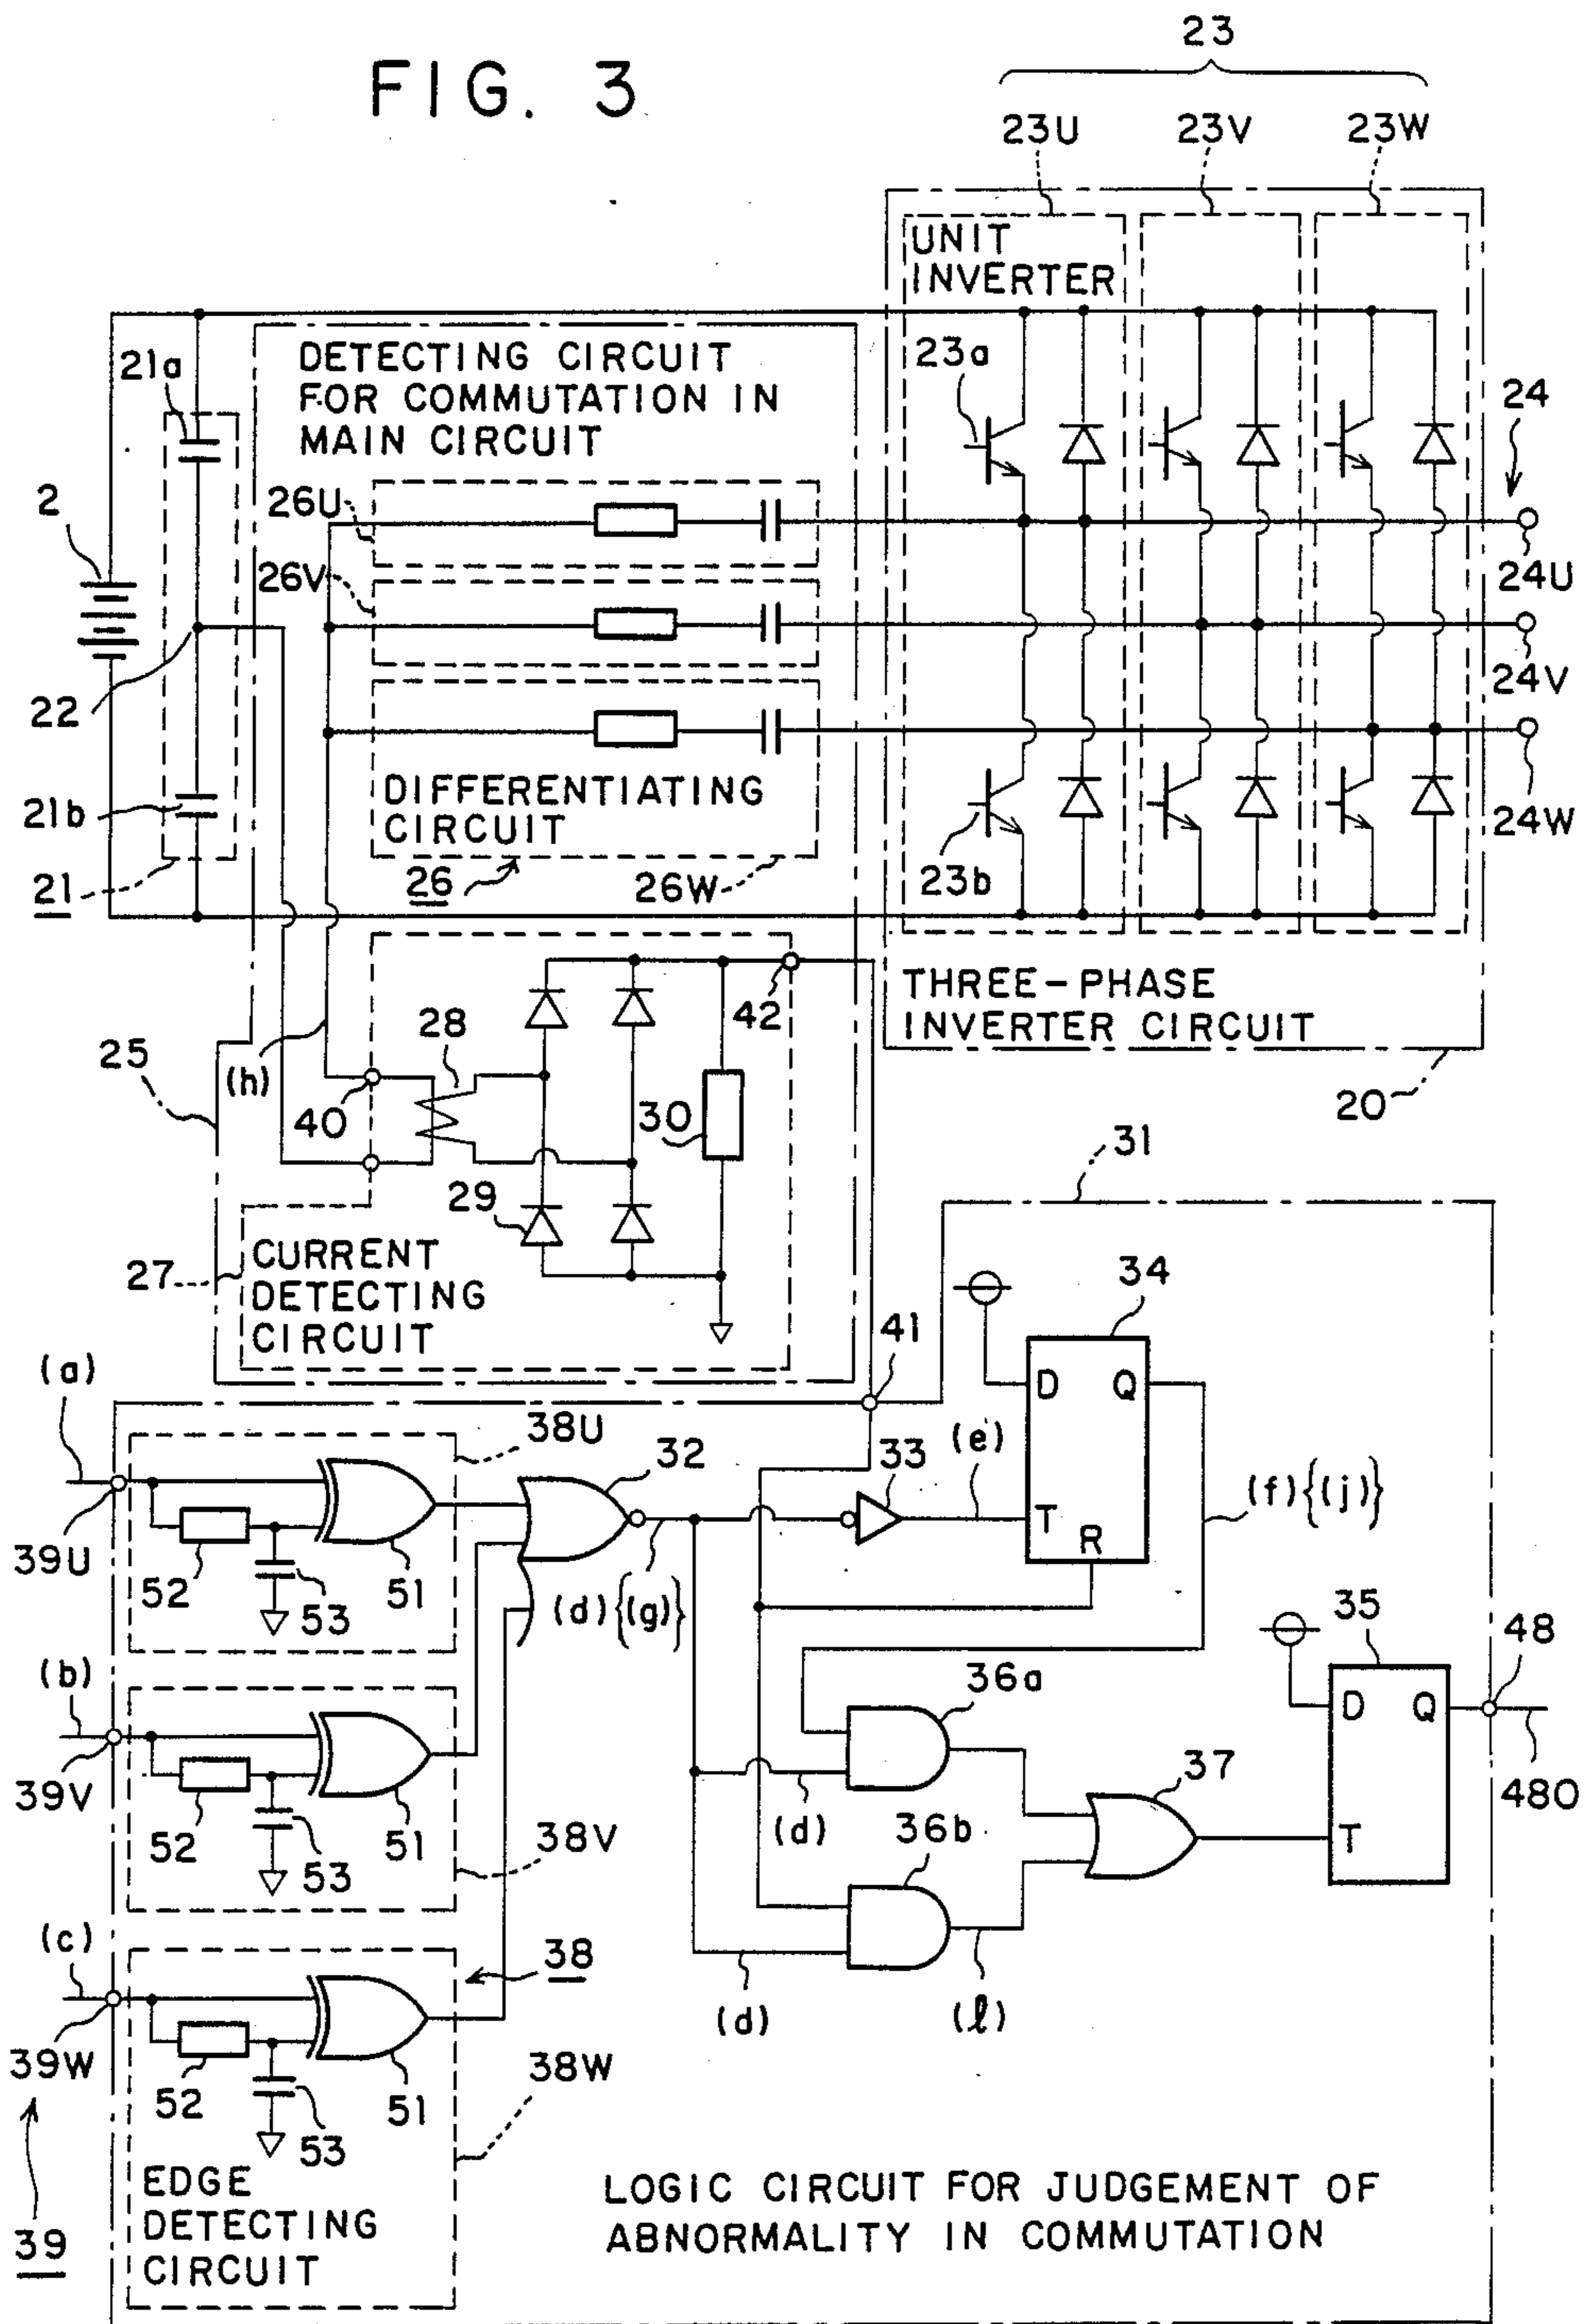 FIG. 3
23
23U
23V
23W
UNIT
INVERTER
21a
DETECTING CIRCUIT
FOR COMMUTATION IN
MAIN CIRCUIT
23a
24
2
26U
26V
24U
22
24V
21b
DIFFERENTIATING
CIRCUIT
24W
21
26
26W
23b
42
THREE-PHASE
INVERTER CIRCUIT
25
(h)
28
40
30
20
29
31
27
CURRENT
DETECTING
CIRCUIT
34
41
(a)
D
Q
38U
32
33
(e)
(f){(j)}
T
R
39U
52
53
51
(d){(g)}
35
48
(b)
36a
D
Q
39V
37
480
52
53
51
38V
(d)
36b
T
(c)
38
(d)
(l)
39W
52
53
51
38W
39
EDGE
DETECTING
CIRCUIT
LOGIC CIRCUIT FOR JUDGEMENT OF
ABNORMALITY IN COMMUTATION